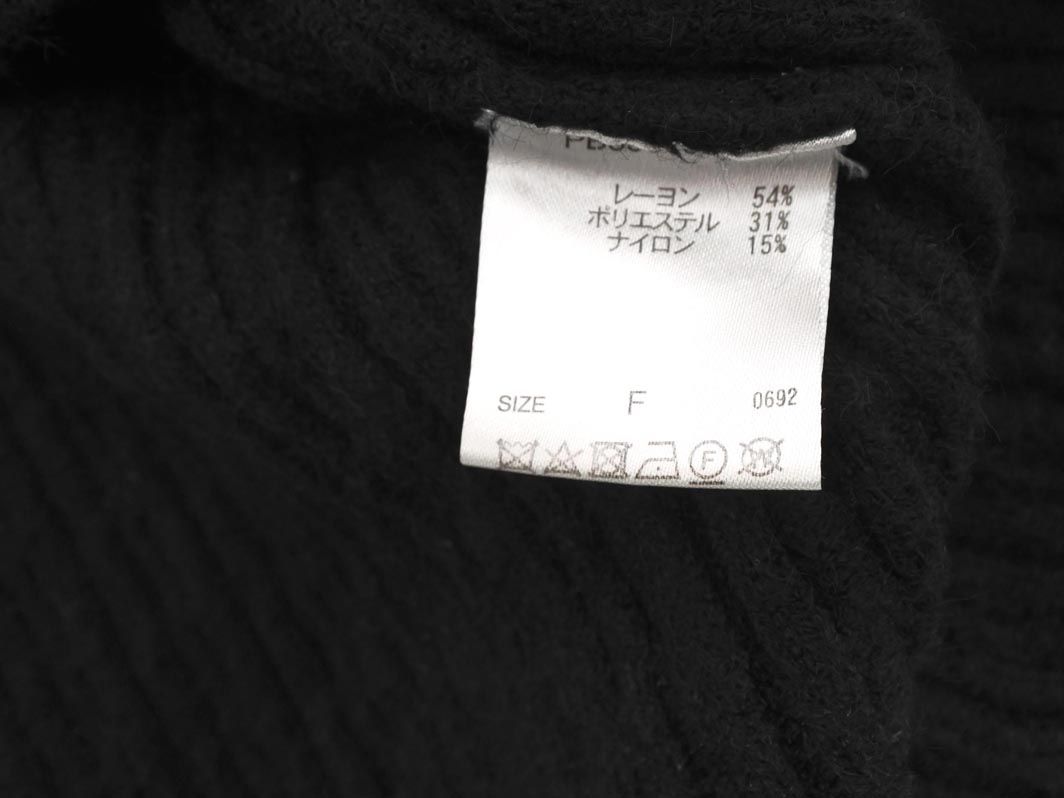 レーヨン 54%
ポリエステル 31%
ナイロン 15%
SIZE F 0692
F W